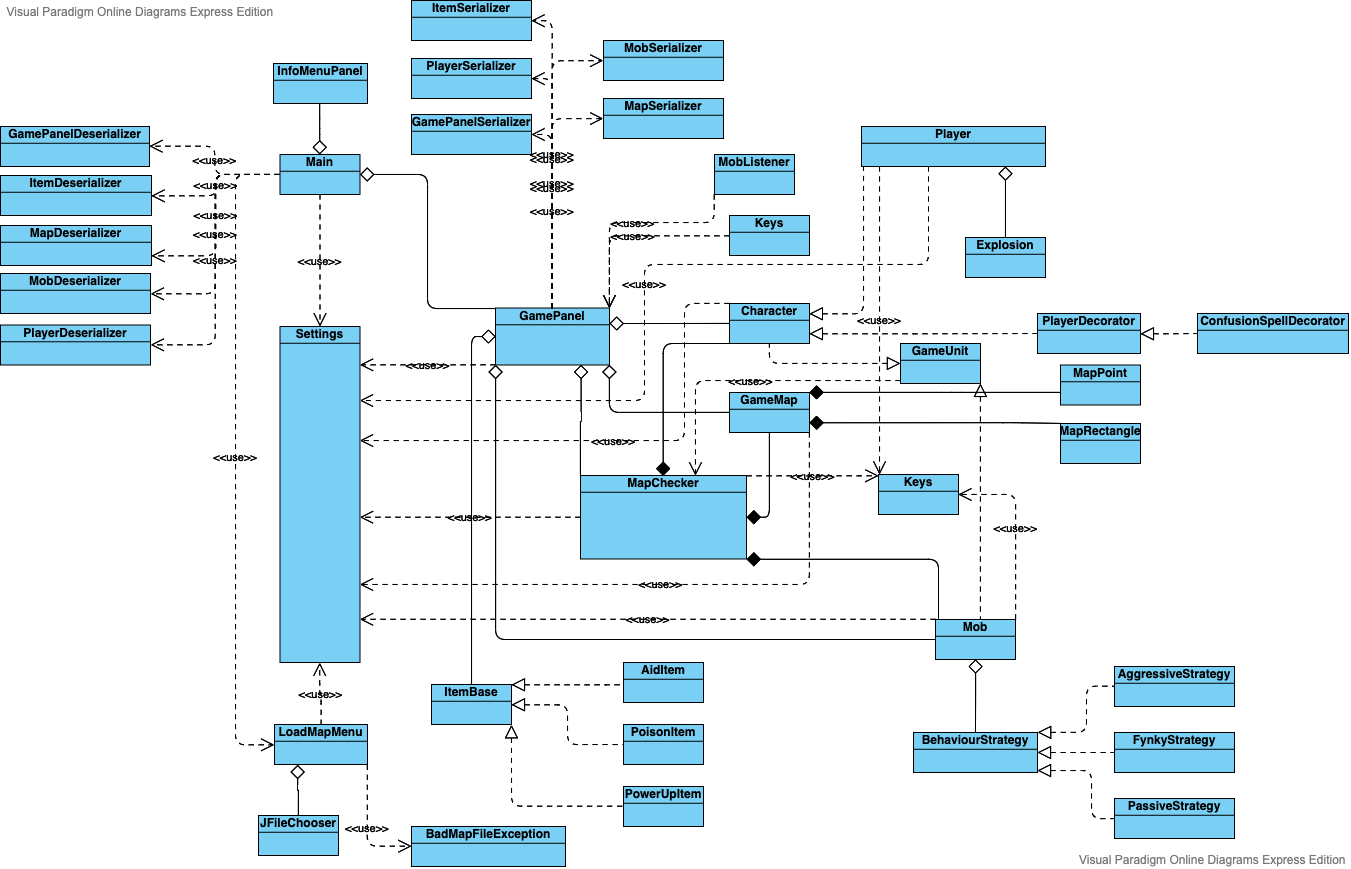 Visual Paradigm Online Diagrams Express Edition
ItemSerializer
MobSerializer
InfoMenuPanel
PlayerSerializer
MapSerializer
GamePanelSerializer
GamePanelDeserializer
Player
<<use>>
<<use>>
<<use>>
Main
MobListener
ItemDeserializer
<<use>>
<<use>>
<<use>>
<<use>>
<<use>>
<<use>>
Keys
MapDeserializer
<<use>>
<<use>>
Explosion
<<use>>
<<use>>
MobDeserializer
<<use>>
GamePanel
Character
<<use>>
PlayerDecorator
ConfusionSpellDecorator
PlayerDeserializer
Settings
GameUnit
<<use>>
MapPoint
<<use>>
GameMap
MapRectangle
<<use>>
<<use>>
MapChecker
<<use>>
Keys
<<use>>
<<use>>
<<use>>
<<use>>
Mob
AidItem
AggressiveStrategy
<<use>>
ItemBase
LoadMapMenu
PoisonItem
BehaviourStrategy
FynkyStrategy
PowerUpItem
PassiveStrategy
JFileChooser
<<use>>
BadMapFileException
Visual Paradigm Online Diagrams Express Edition